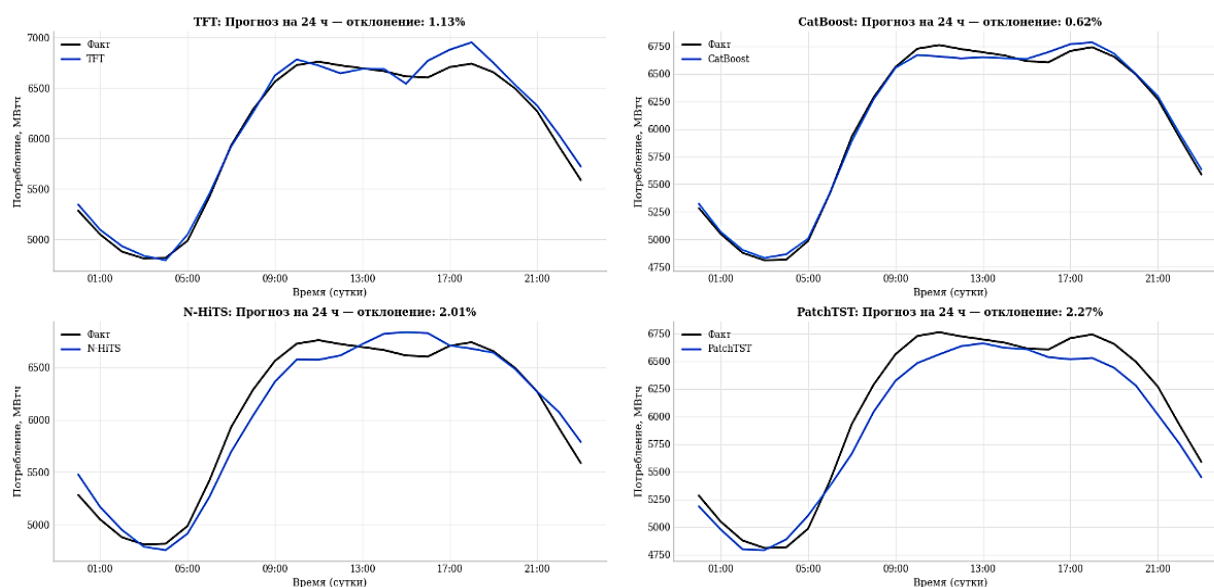 TFT: Прогноз на 24 ч — отклонение: 1.13%
Факт
TFT
Потребление, МВтч
7000
6500
6000
5500
5000
01:00 05:00 09:00 13:00 17:00 21:00
Время (сутки)
CatBoost: Прогноз на 24 ч — отклонение: 0.62%
Факт
CatBoost
Потребление, МВтч
6750
6500
6250
6000
5750
5500
5250
5000
4750
01:00 05:00 09:00 13:00 17:00 21:00
Время (сутки)
N-HiTS: Прогноз на 24 ч — отклонение: 2.01%
Факт
N-HiTS
Потребление, МВтч
6500
6000
5500
5000
01:00 05:00 09:00 13:00 17:00 21:00
Время (сутки)
PatchTST: Прогноз на 24 ч — отклонение: 2.27%
Факт
PatchTST
Потребление, МВтч
6750
6500
6250
6000
5750
5500
5250
5000
4750
01:00 05:00 09:00 13:00 17:00 21:00
Время (сутки)